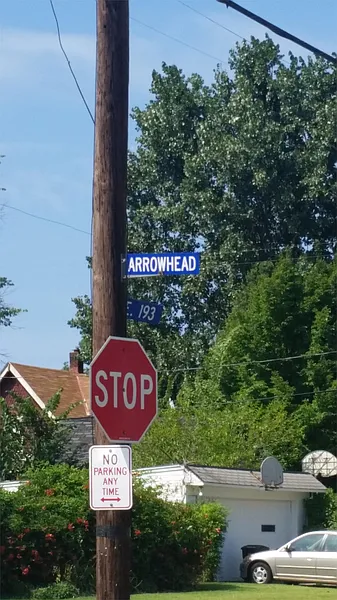 ARROWHEAD
E. 193
STOP
NO
PARKING
ANY
TIME